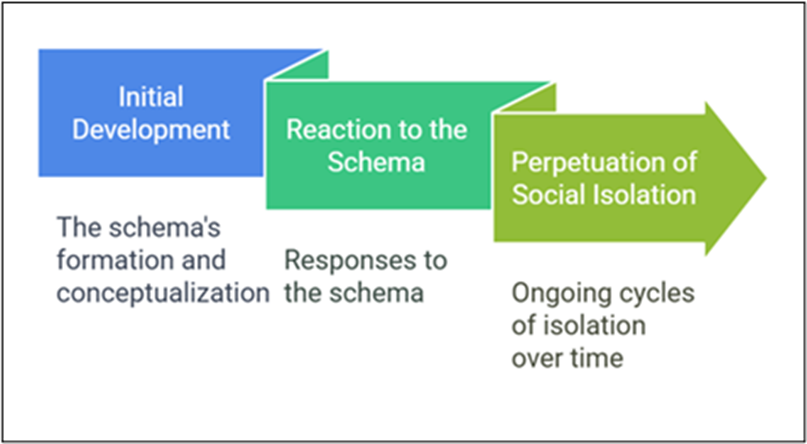 Initial
Development
The schema's
formation and
conceptualization
Reaction to the
Schema
Responses to
the schema
Perpetuation of
Social Isolation
Ongoing cycles
of isolation
over time